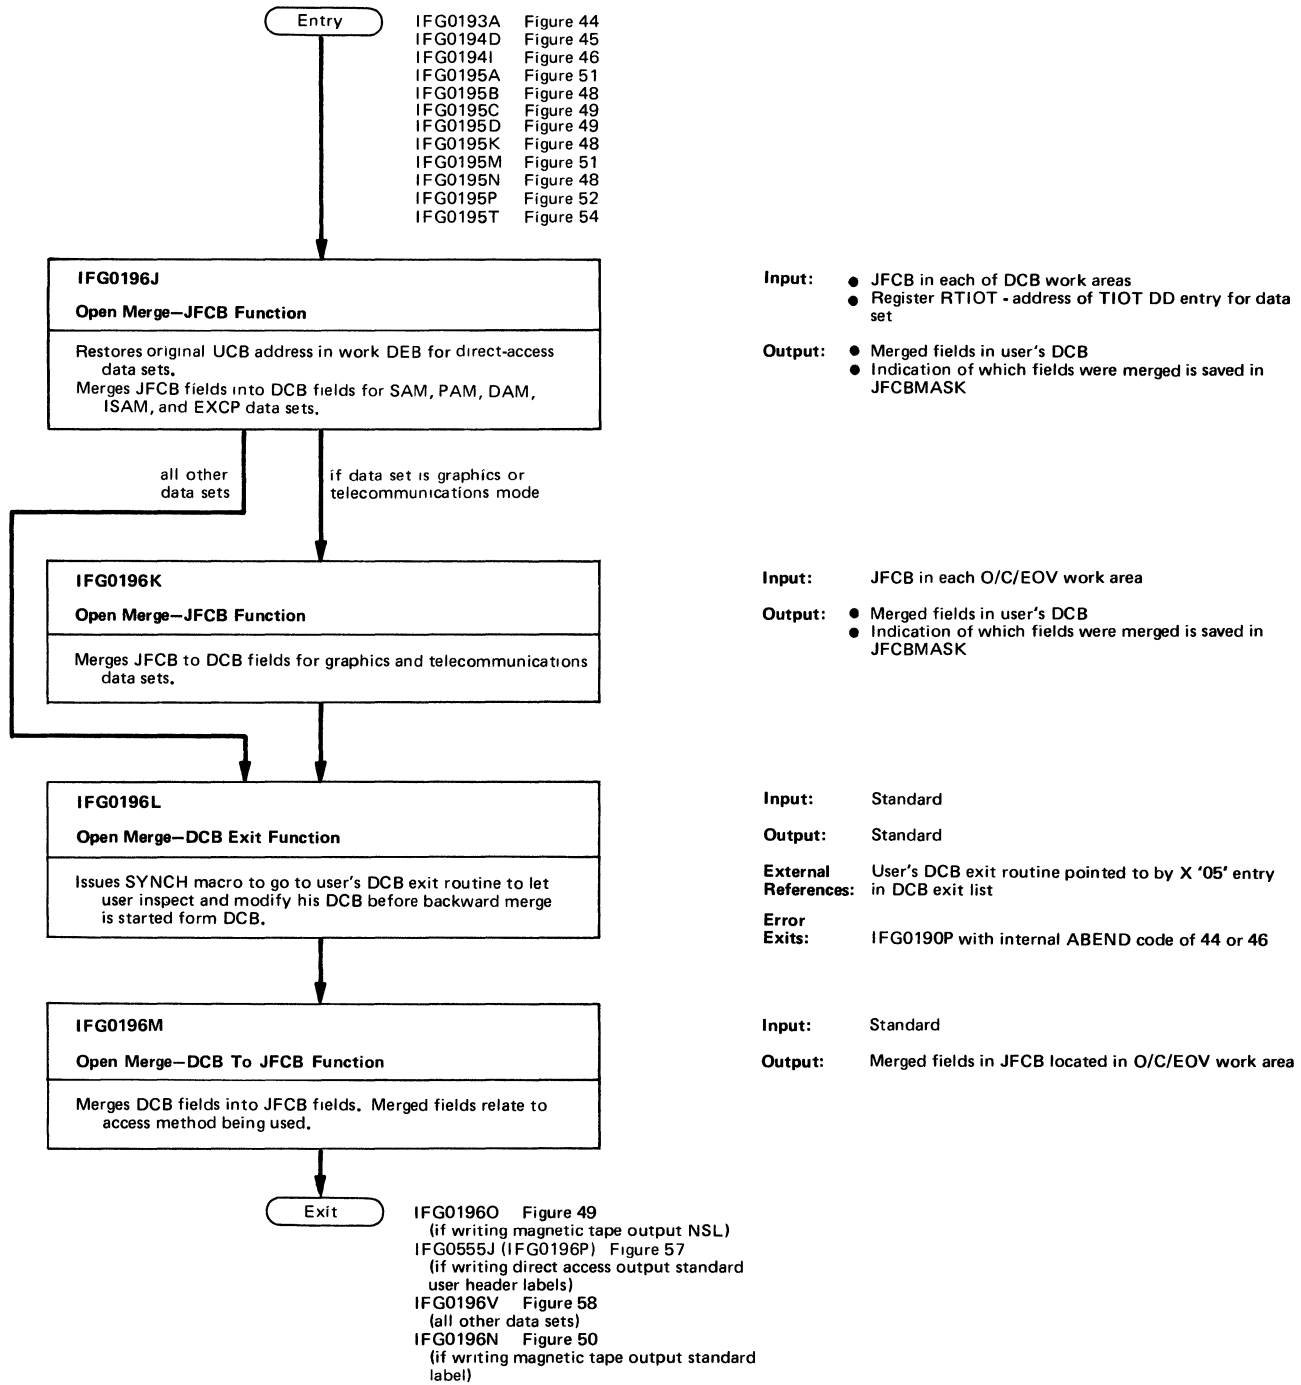 Entry
IFG0193A Figure 44
IFG0194D Figure 45
IFG0194I Figure 46
IFG0195A Figure 51
IFG0195B Figure 48
IFG0195C Figure 49
IFG0195D Figure 49
IFG0195K Figure 48
IFG0195M Figure 51
IFG0195N Figure 48
IFG0195P Figure 52
IFG0195T Figure 54
IFG0196J
Open Merge—JFCB Function
Restores original UCB address in work DEB for direct-access
data sets.
Merges JFCB fields into DCB fields for SAM, PAM, DAM,
ISAM, and EXCP data sets.
Input: ● JFCB in each of DCB work areas
● Register RTIOT - address of TIOT DD entry for data
set
Output: ● Merged fields in user's DCB
● Indication of which fields were merged is saved in
JFCBMASK
all other
data sets
if data set is graphics or
telecommunications mode
IFG0196K
Open Merge—JFCB Function
Merges JFCB to DCB fields for graphics and telecommunications
data sets.
Input: JFCB in each O/C/EOV work area
Output: ● Merged fields in user's DCB
● Indication of which fields were merged is saved in
JFCBMASK
IFG0196L
Open Merge—DCB Exit Function
Issues SYNCH macro to go to user's DCB exit routine to let
user inspect and modify his DCB before backward merge
is started form DCB.
Input: Standard
Output: Standard
External User's DCB exit routine pointed to by X '05' entry
References: in DCB exit list
Error
Exits: IFG0190P with internal ABEND code of 44 or 46
IFG0196M
Open Merge—DCB To JFCB Function
Merges DCB fields into JFCB fields. Merged fields relate to
access method being used.
Input: Standard
Output: Merged fields in JFCB located in O/C/EOV work area
Exit
IFG0196O Figure 49
(if writing magnetic tape output NSL)
IFG0555J (IFG0196P) Figure 57
(if writing direct access output standard
user header labels)
IFG0196V Figure 58
(all other data sets)
IFG0196N Figure 50
(if writing magnetic tape output standard
label)